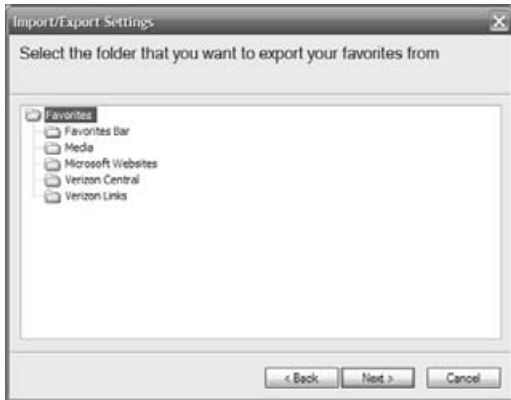 Import/Export Settings
Select the folder that you want to export your favorites from
Favorites
Favorites Bar
Media
Microsoft Websites
Verizon Central
Verizon Links
< Back
Next >
Cancel